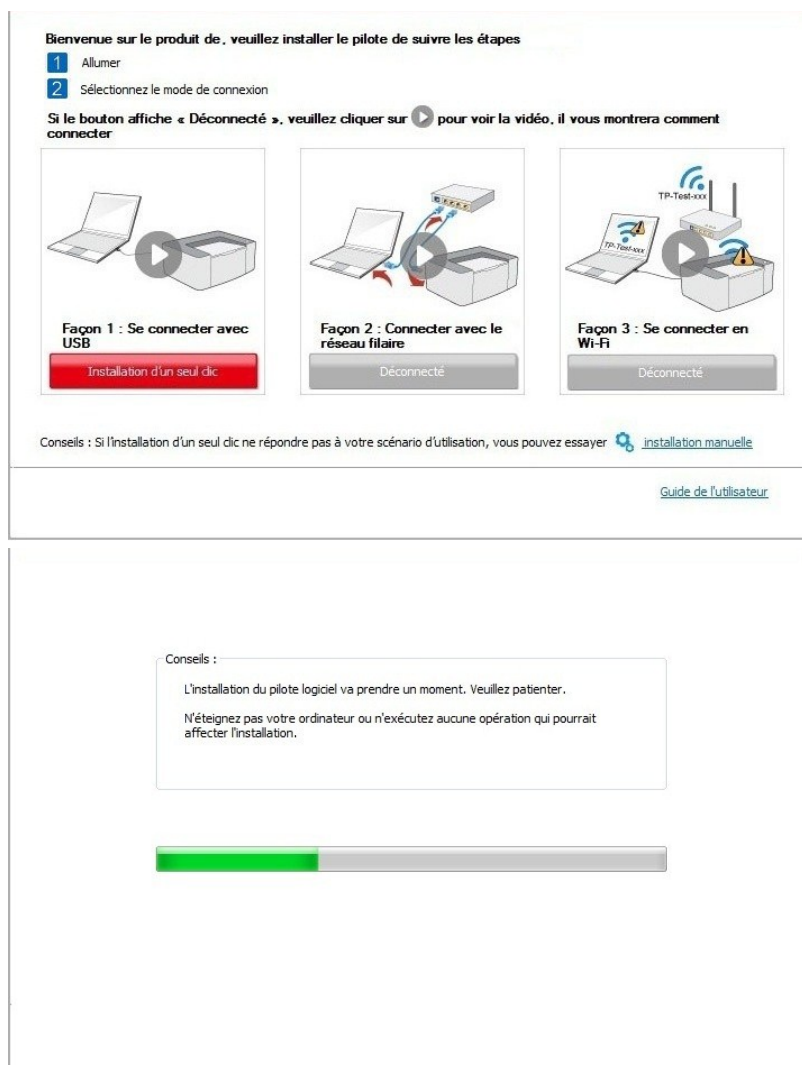 Bienvenue sur le produit de, veuillez installer le pilote de suivre les étapes
1 Allumer
2 Sélectionnez le mode de connexion
Si le bouton affiche « Déconnecté », veuillez cliquer sur pour voir la vidéo, il vous montrera comment
connecter
TP-Test-xxx
TP-Test-xxx
Façon 1 : Se connecter avec
USB
Installation d'un seul clic
Façon 2 : Connecter avec le
réseau filaire
Déconnecté
Façon 3 : Se connecter en
Wi-Fi
Déconnecté
Conseils : Si l'installation d'un seul clic ne répondre pas à votre scénario d'utilisation, vous pouvez essayer installation manuelle
Guide de l'utilisateur
Conseils :
L'installation du pilote logiciel va prendre un moment. Veuillez patienter.
N'éteignez pas votre ordinateur ou n'exécutez aucune opération qui pourrait
affecter l'installation.